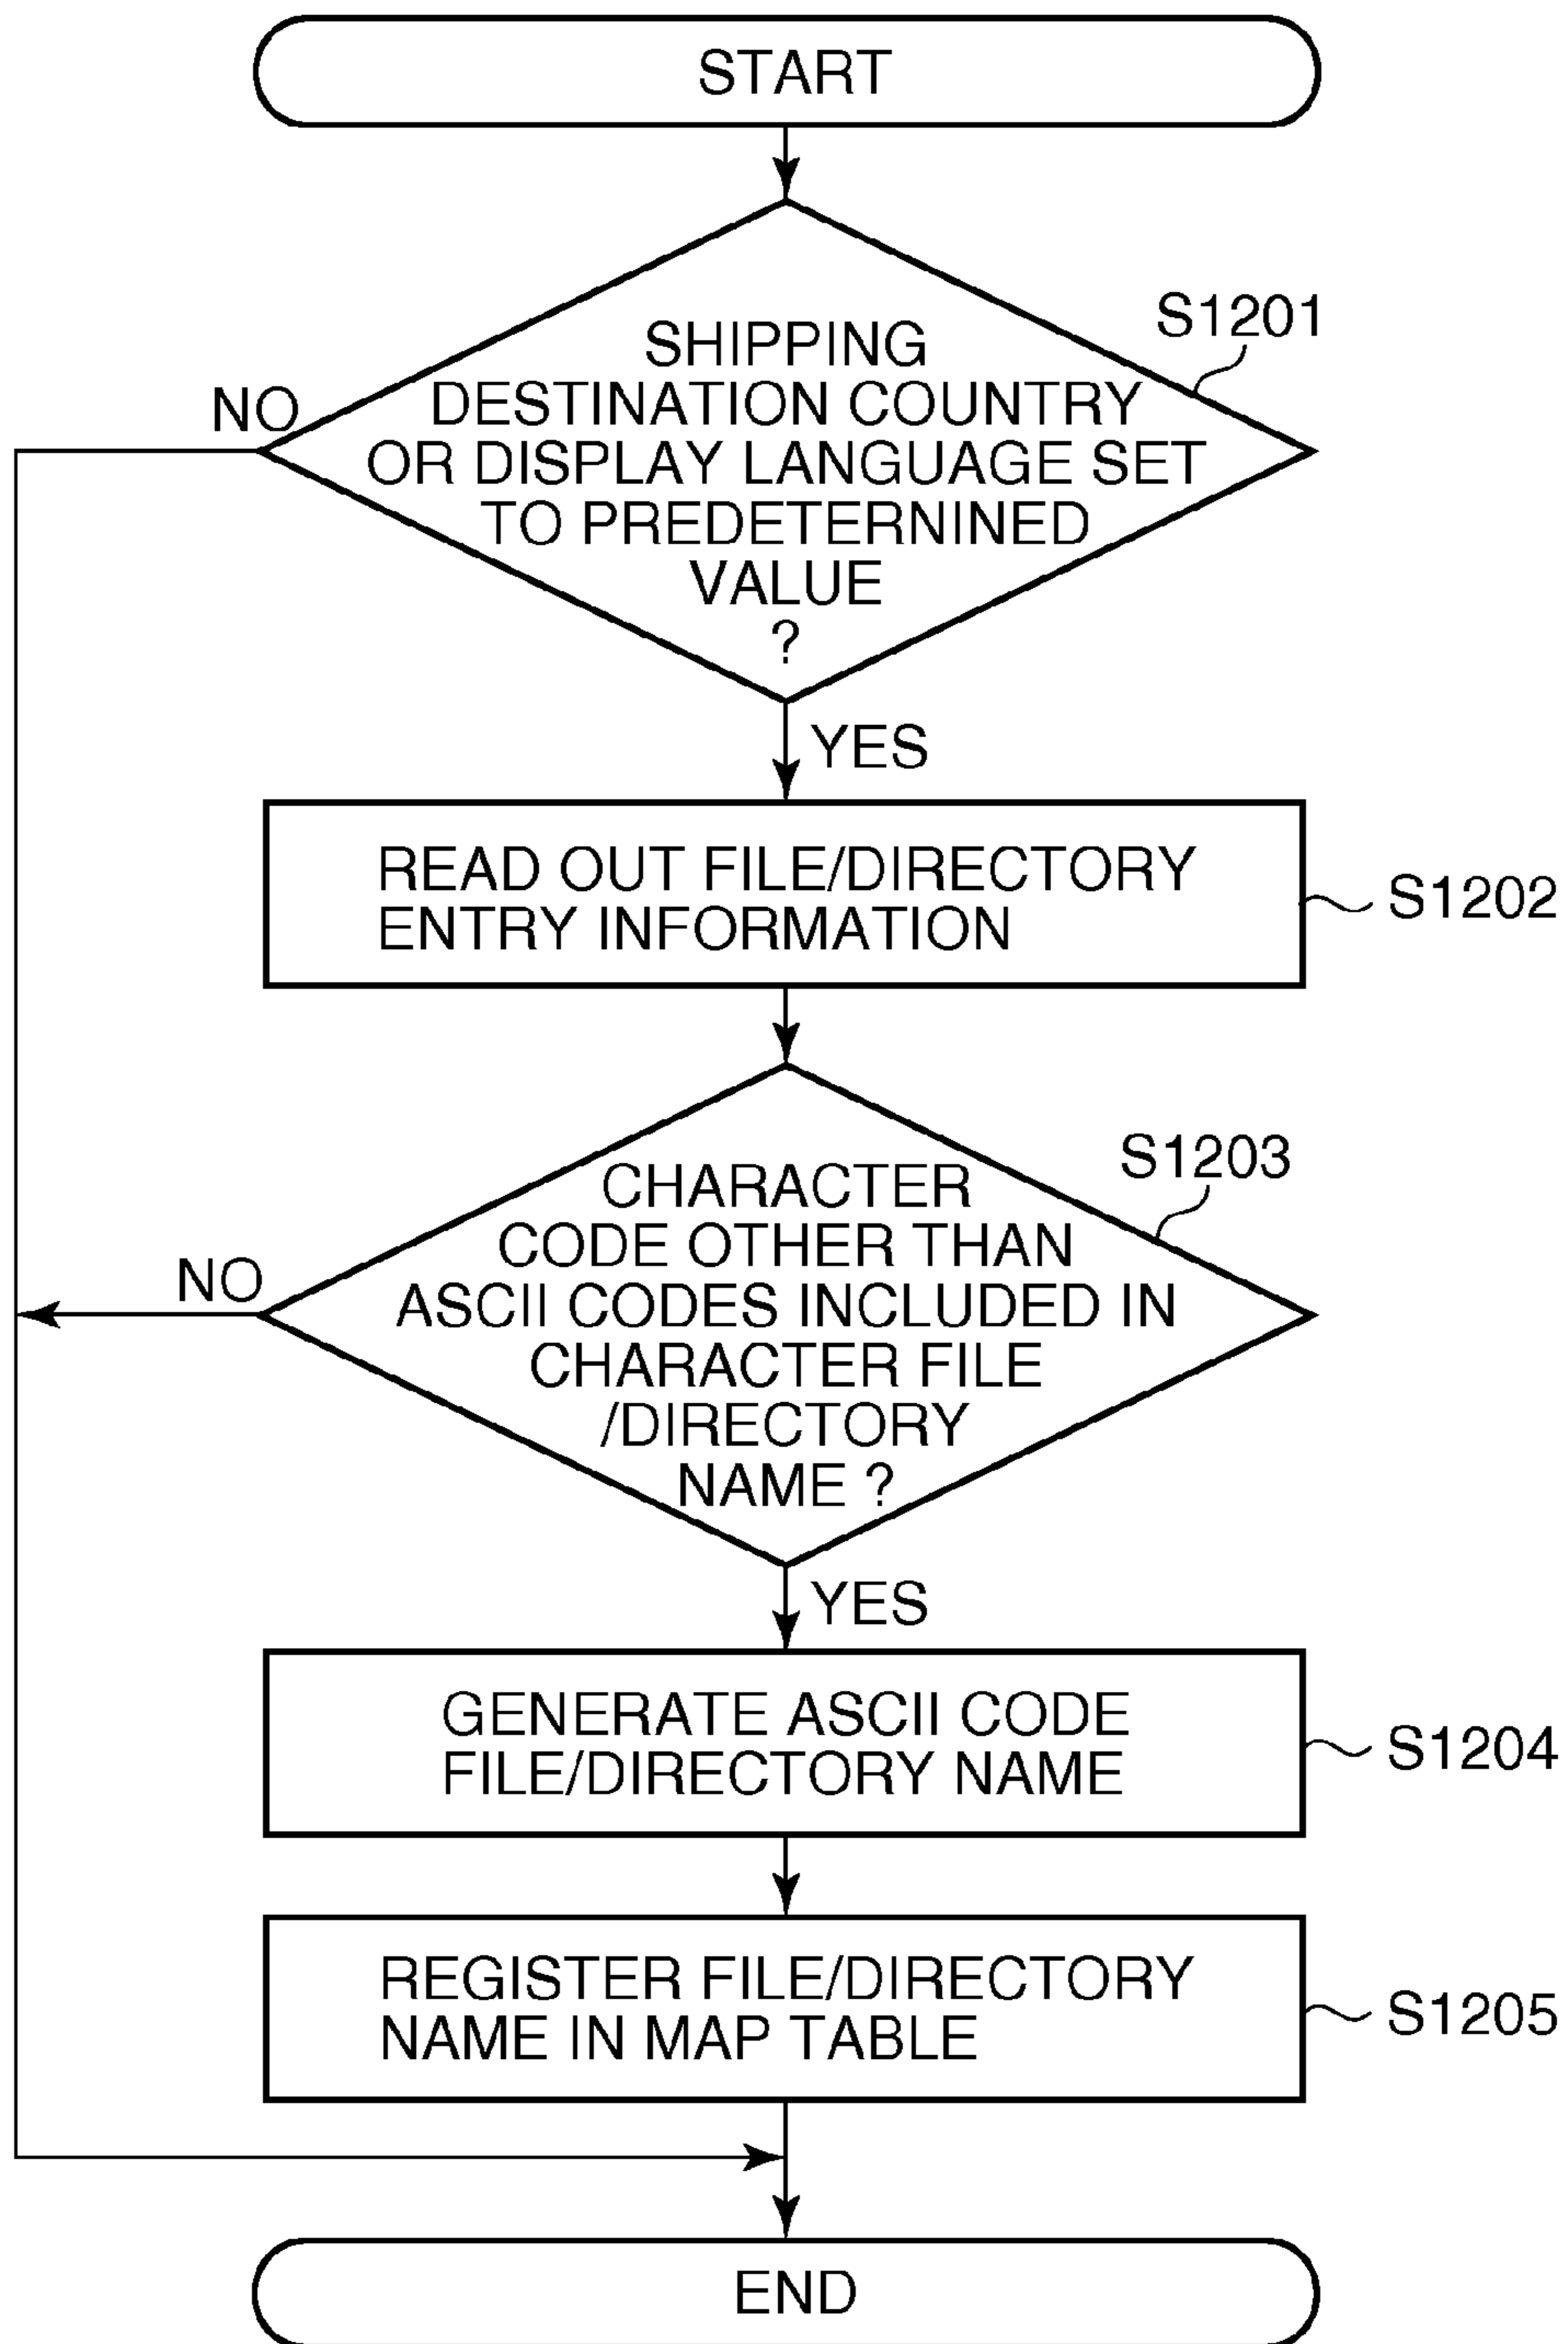 START
S1201
SHIPPING
DESTINATION COUNTRY
OR DISPLAY LANGUAGE SET
TO PREDETERNINED
VALUE
?
NO
YES
READ OUT FILE/DIRECTORY
ENTRY INFORMATION
S1202
S1203
CHARACTER
CODE OTHER THAN
ASCII CODES INCLUDED IN
CHARACTER FILE
/DIRECTORY
NAME ?
NO
YES
GENERATE ASCII CODE
FILE/DIRECTORY NAME
S1204
REGISTER FILE/DIRECTORY
NAME IN MAP TABLE
S1205
END